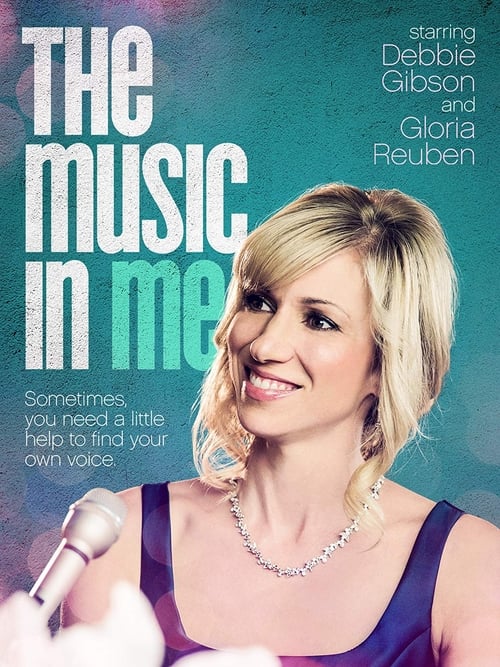 THE
MUSIC
IN ME
starring
Debbie
Gibson
and
Gloria
Reuben
Sometimes,
you need a little
help to find your
own voice.